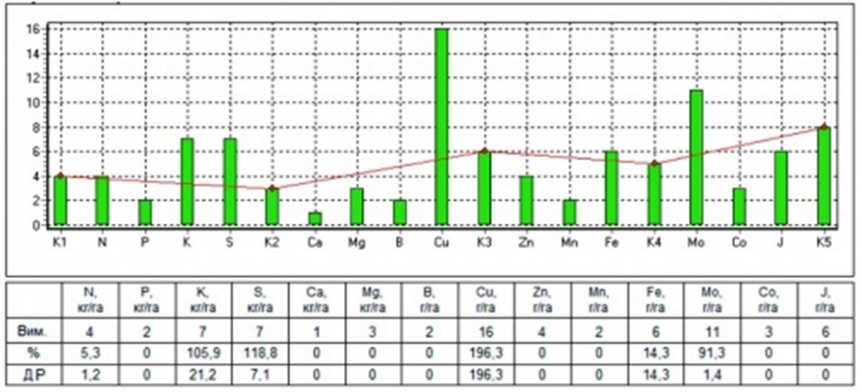 16
14
12
10
8
6
4
2
0
K1 N P K S K2 Ca Mg B Cu K3 Zn Mn Fe K4 Mo Co J K5
N, P, K, S, Ca, Mg, B, Cu, Zn, Mn, Fe, Mo, Co, J,
кг/га кг/га кг/га кг/га кг/га кг/га г/га г/га г/га г/га г/га г/га г/га г/га
Вим. 4 2 7 7 1 3 2 16 4 2 6 11 3 6
% 5,3 0 105,9 118,8 0 0 0 196,3 0 0 14,3 91,3 0 0
ДР 1,2 0 21,2 7,1 0 0 0 196,3 0 0 14,3 1,4 0 0